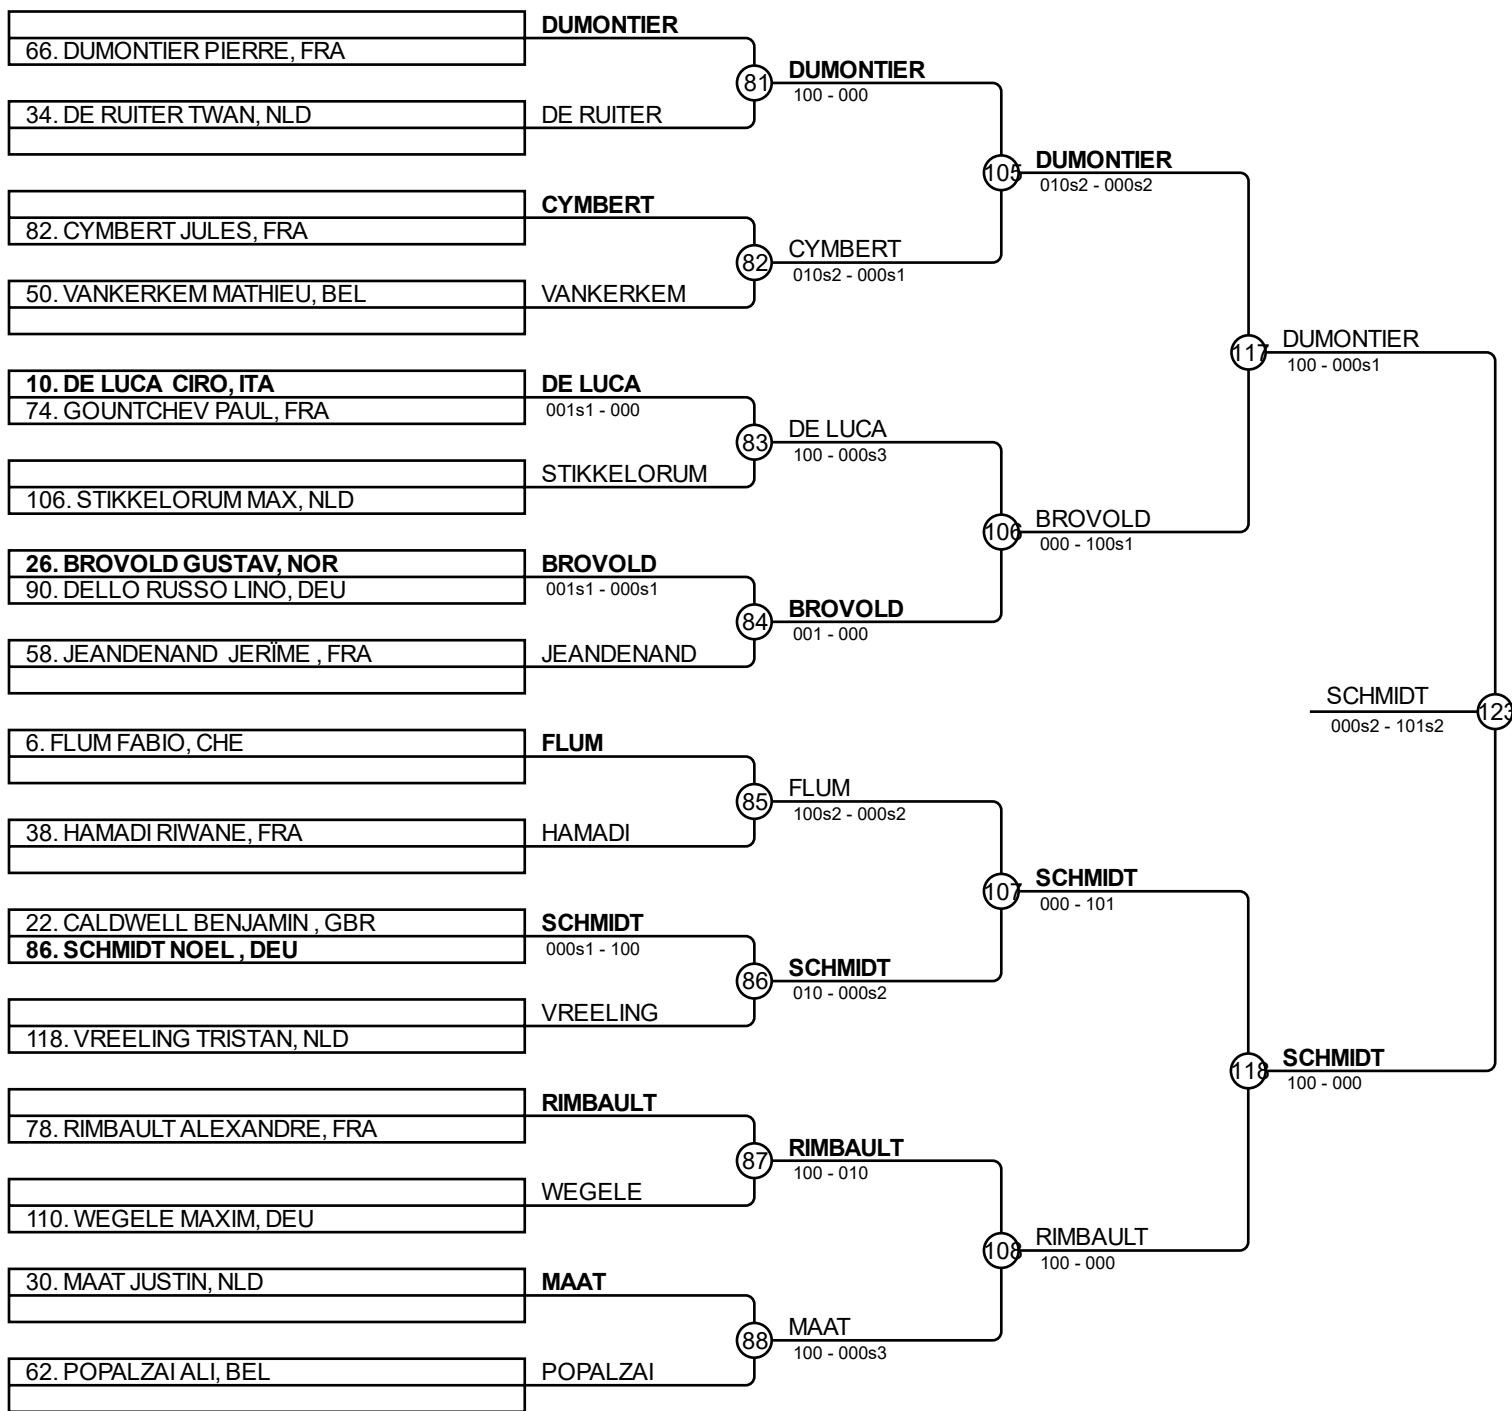 DUMONTIER
66. DUMONTIER PIERRE, FRA
81
DUMONTIER
100 - 000
34. DE RUITER TWAN, NLD
DE RUITER
105
DUMONTIER
010s2 - 000s2
CYMBERT
82. CYMBERT JULES, FRA
82
CYMBERT
010s2 - 000s1
50. VANKERKEM MATHIEU, BEL
VANKERKEM
117
DUMONTIER
100 - 000s1
10. DE LUCA CIRO, ITA
DE LUCA
74. GOUNTCHEV PAUL, FRA
001s1 - 000
83
DE LUCA
100 - 000s3
STIKKELORUM
106. STIKKELORUM MAX, NLD
106
BROVOLD
000 - 100s1
26. BROVOLD GUSTAV, NOR
BROVOLD
90. DELLO RUSSO LINO, DEU
001s1 - 000s1
84
BROVOLD
001 - 000
58. JEANDENAND JERÏME , FRA
JEANDENAND
SCHMIDT
000s2 - 101s2
123
6. FLUM FABIO, CHE
FLUM
85
FLUM
100s2 - 000s2
38. HAMADI RIWANE, FRA
HAMADI
107
SCHMIDT
000 - 101
22. CALDWELL BENJAMIN , GBR
SCHMIDT
86. SCHMIDT NOEL , DEU
000s1 - 100
86
SCHMIDT
010 - 000s2
VREELING
118. VREELING TRISTAN, NLD
118
SCHMIDT
100 - 000
RIMBAULT
78. RIMBAULT ALEXANDRE, FRA
87
RIMBAULT
100 - 010
WEGELE
110. WEGELE MAXIM, DEU
108
RIMBAULT
100 - 000
30. MAAT JUSTIN, NLD
MAAT
88
MAAT
100 - 000s3
62. POPALZAI ALI, BEL
POPALZAI